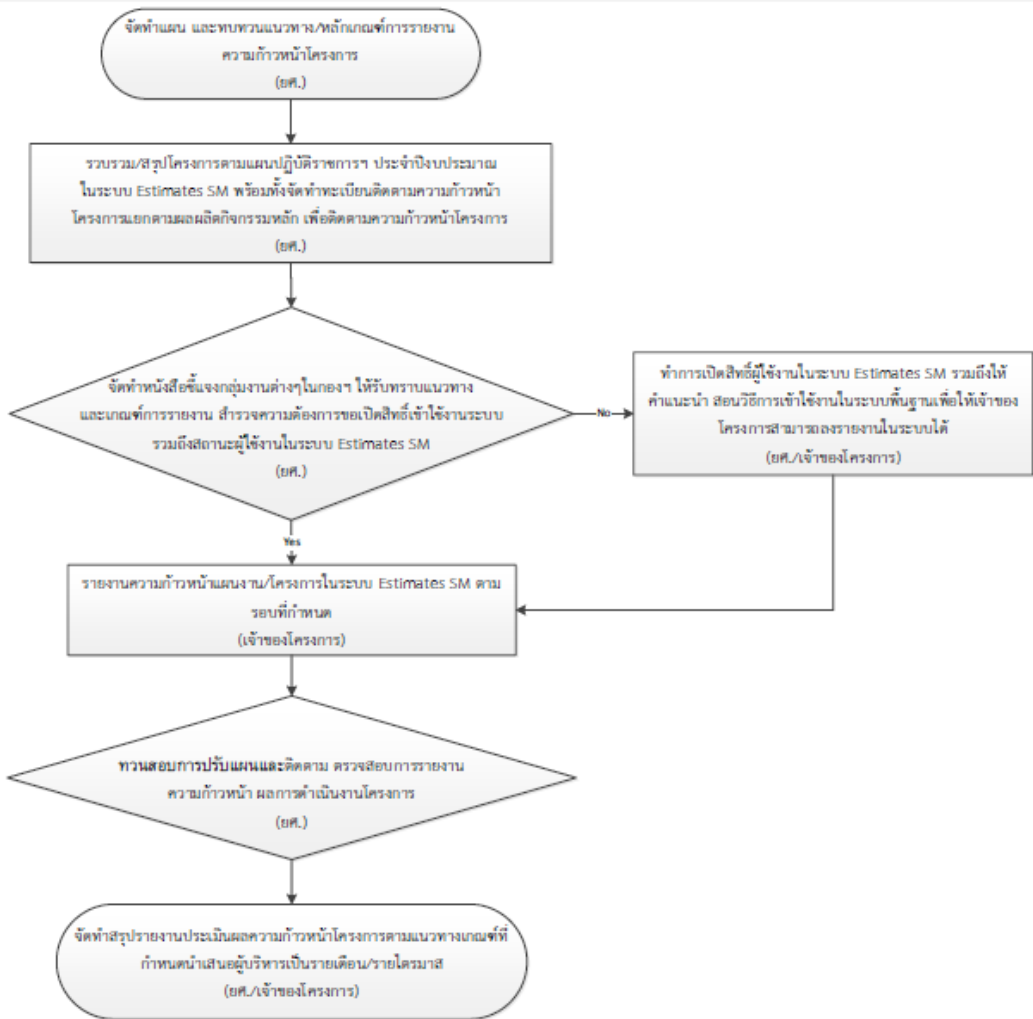 จัดทำแผน และทบทวนแนวทาง/หลักเกณฑ์การรายงาน
ความก้าวหน้าโครงการ
(ยศ.)
รวบรวม/สรุปโครงการตามแผนปฏิบัติราชการฯ ประจำปีงบประมาณ
ในระบบ Estimates SM พร้อมทั้งจัดทำทะเบียนติดตามความก้าวหน้า
โครงการแยกตามผลผลิตกิจกรรมหลัก เพื่อติดตามความก้าวหน้าโครงการ
(ยศ.)
จัดทำหนังสือชี้แจงกลุ่มงานต่างๆในกองฯ ให้รับทราบแนวทาง
และเกณฑ์การรายงาน สำรวจความต้องการขอเปิดสิทธิ์เข้าใช้งานระบบ
รวมถึงสถานะผู้ใช้งานในระบบ Estimates SM
(ยศ.)
No
ทำการเปิดสิทธิ์ผู้ใช้งานในระบบ Estimates SM รวมถึงให้
คำแนะนำ สอนวิธีการเข้าใช้งานในระบบพื้นฐานเพื่อให้เจ้าของ
โครงการสามารถลงรายงานในระบบได้
(ยศ./เจ้าของโครงการ)
Yes
รายงานความก้าวหน้าแผนงาน/โครงการในระบบ Estimates SM ตาม
รอบที่กำหนด
(เจ้าของโครงการ)
ทวนสอบการปรับแผนและติดตาม ตรวจสอบการรายงาน
ความก้าวหน้า ผลการดำเนินงานโครงการ
(ยศ.)
จัดทำสรุปรายงานประเมินผลความก้าวหน้าโครงการตามแนวทางเกณฑ์ที่
กำหนดนำเสนอผู้บริหารเป็นรายเดือน/รายไตรมาส
(ยศ./เจ้าของโครงการ)